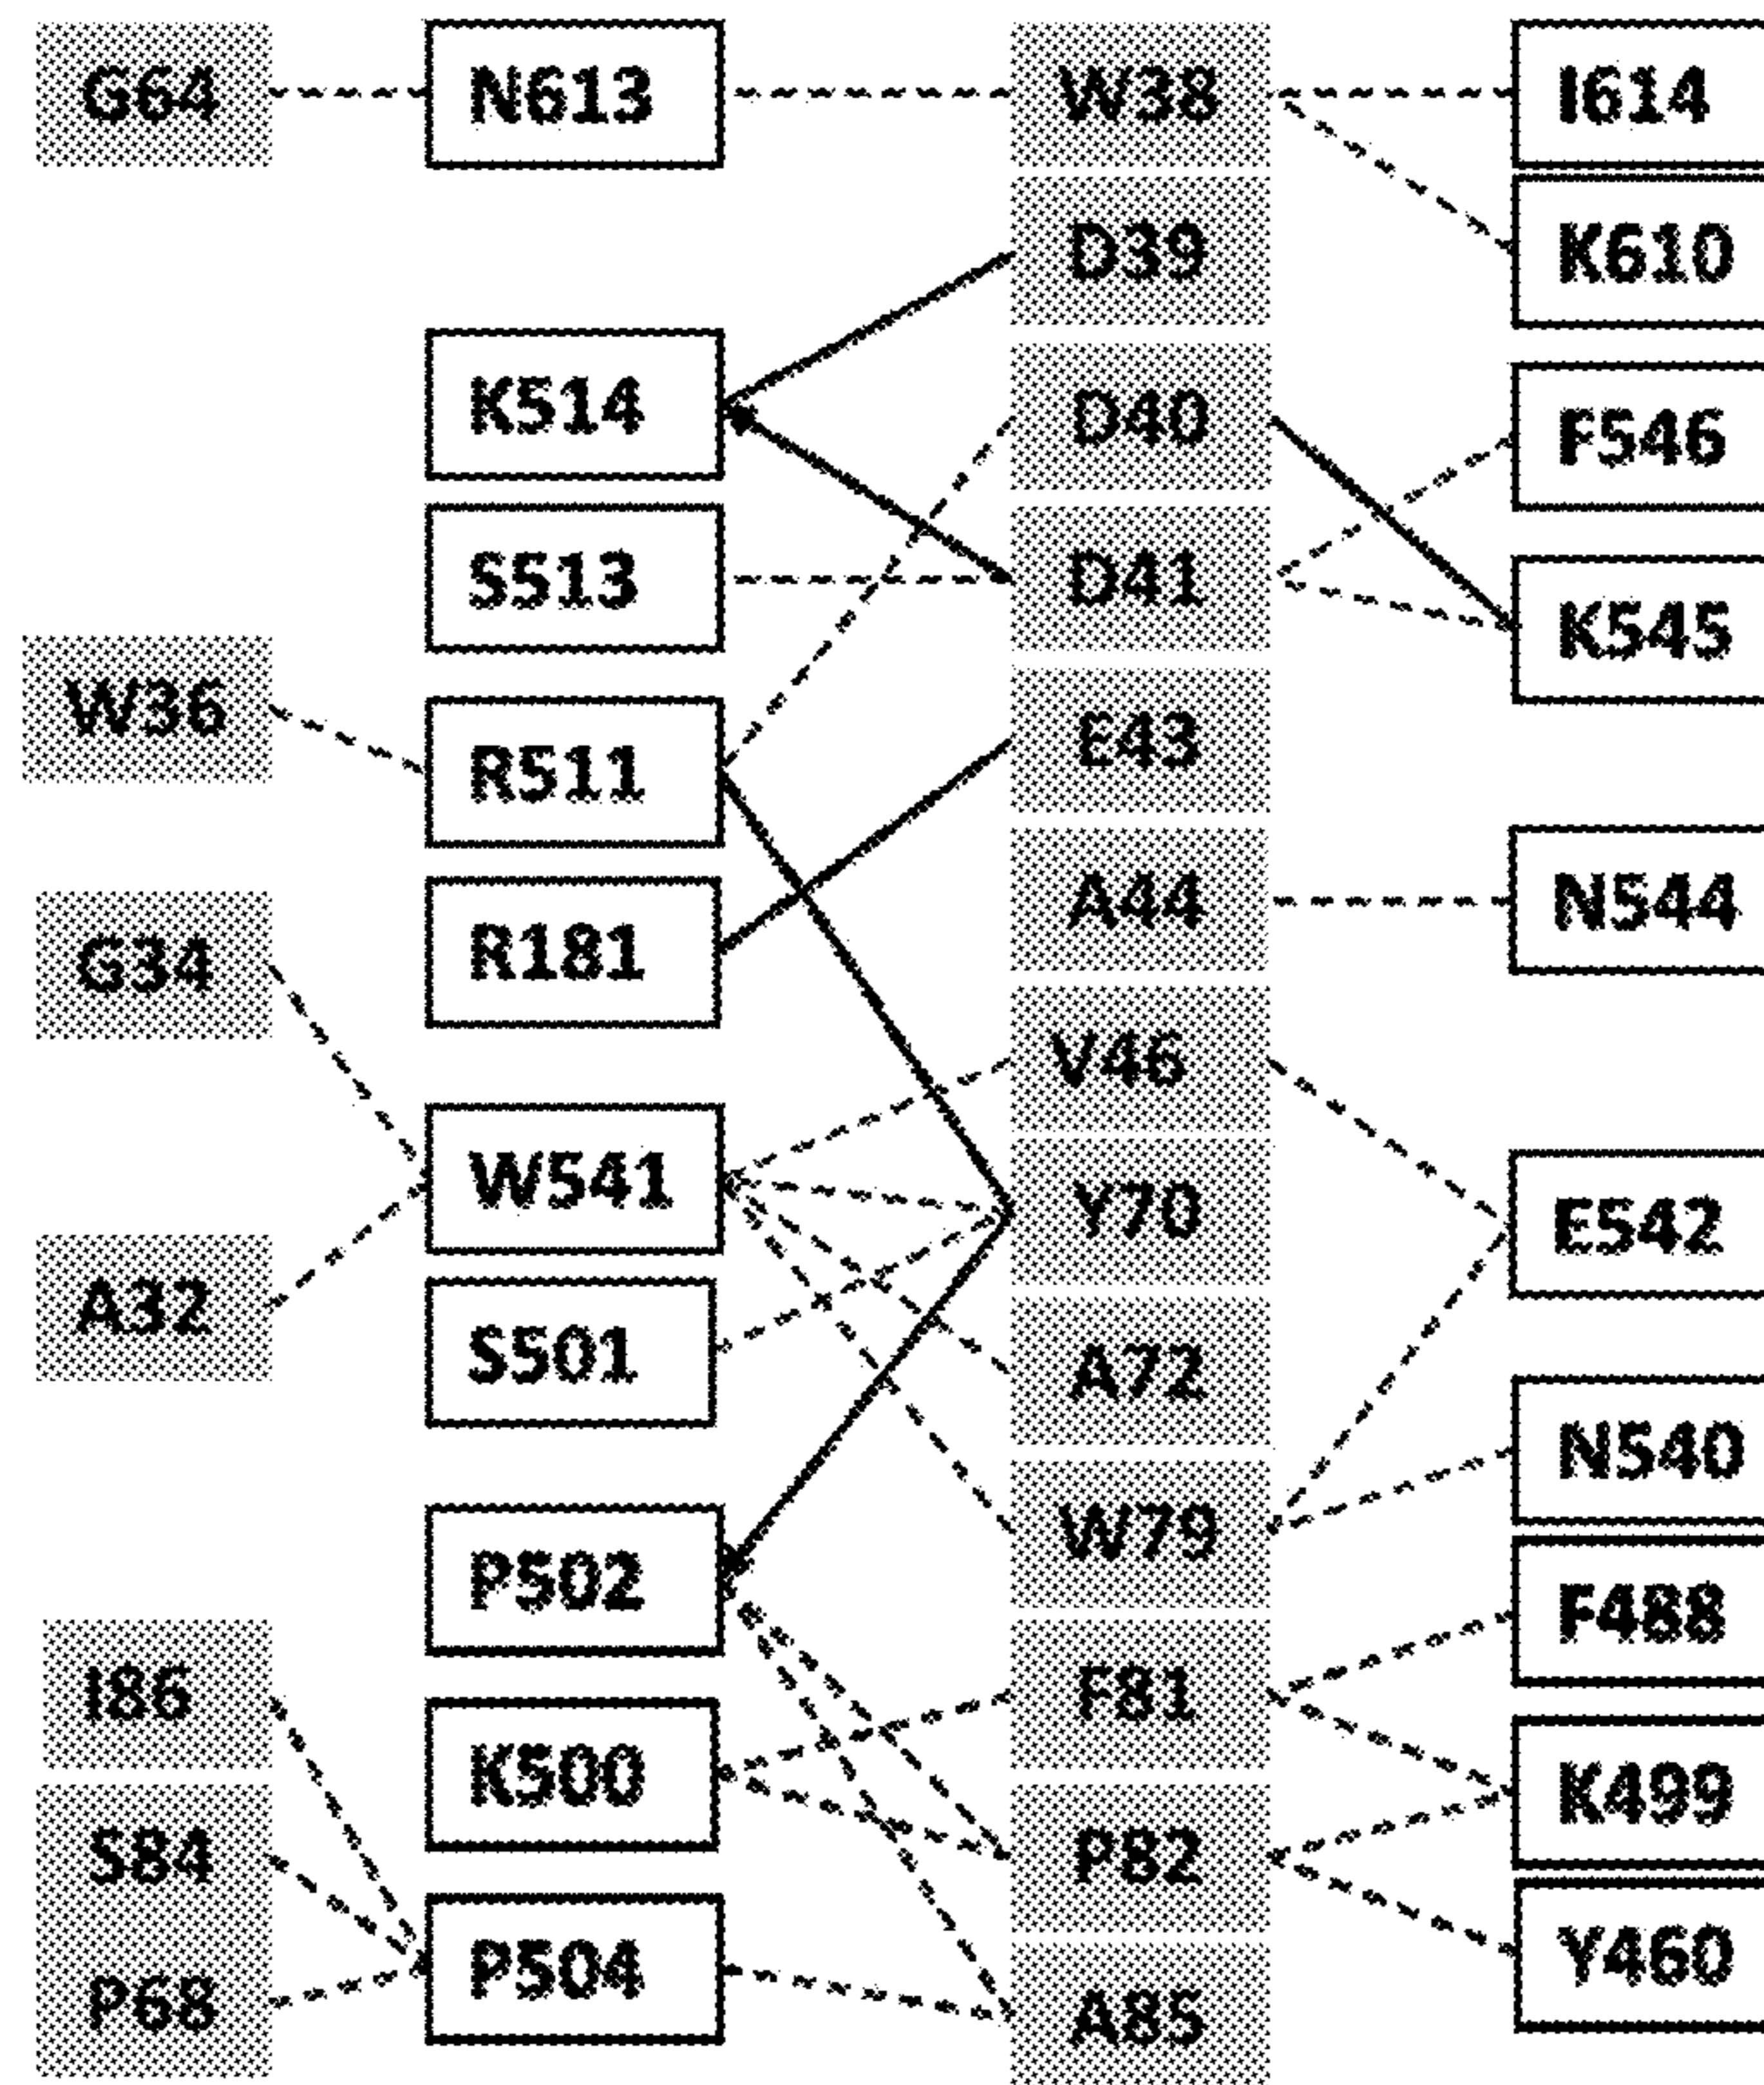 G64 N613 W38 I614
D39 K610
K514 D40 F546
S513 D41 K545
W36 R511 E43
G34 R181 A44 N544
V46
W541 Y70 E542
A32 S501 A72
W79 N540
P502 F488
I86 K500 F81 K499
S84 P82
P68 P504 A85 Y460